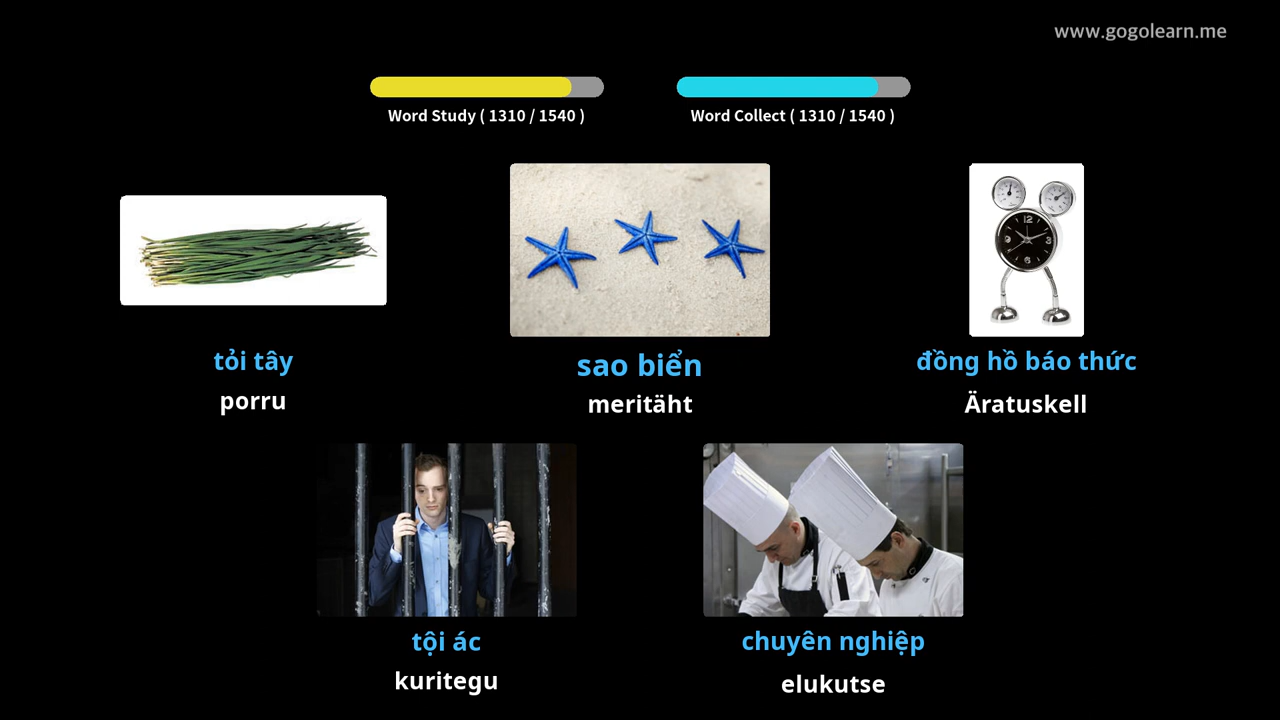 www.gogolearn.me
Word Study ( 1310 / 1540 )
Word Collect ( 1310 / 1540 )
tỏi tây
porru
sao biển
meritäht
đồng hồ báo thức
Äratuskell
tội ác
kuritegu
chuyên nghiệp
elukutse